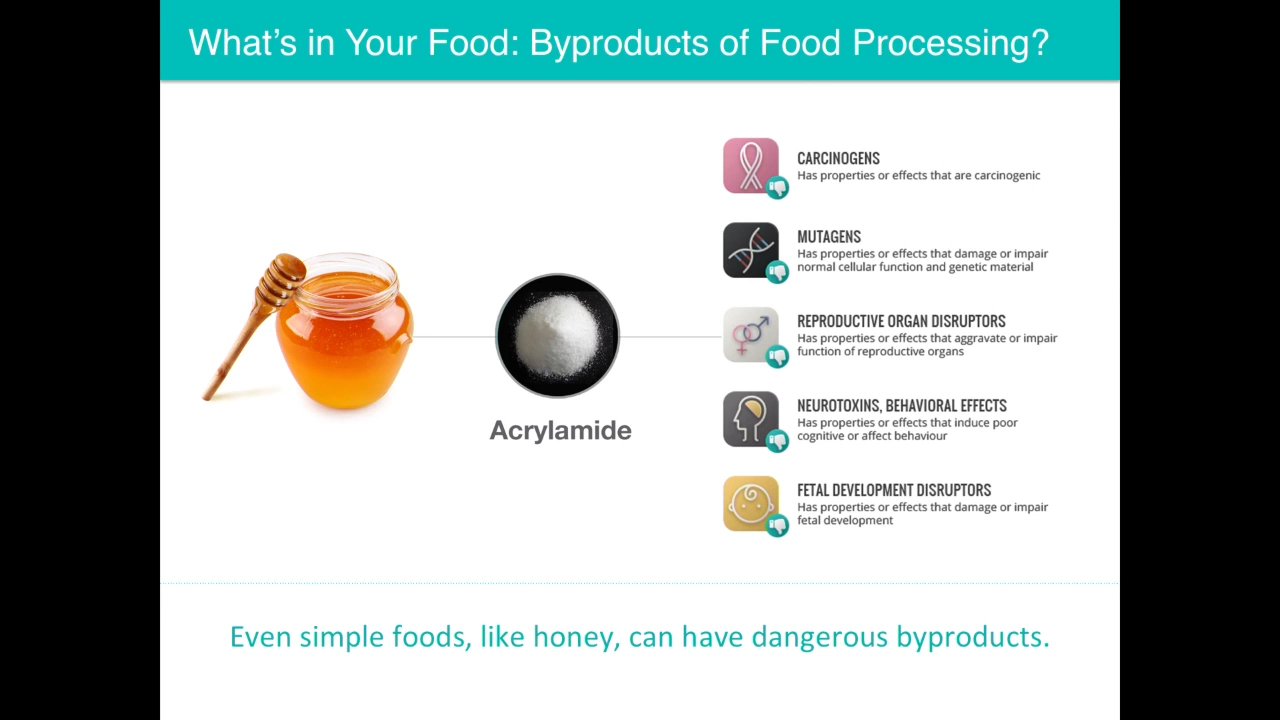 What's in Your Food: Byproducts of Food Processing?
CARCINOGENS
Has properties or effects that are carcinogenic
MUTAGENS
Has properties or effects that damage or impair
normal cellular function and genetic material
REPRODUCTIVE ORGAN DISRUPTORS
Has properties or effects that aggravate or impair
function of reproductive organs
Acrylamide
NEUROTOXINS, BEHAVIORAL EFFECTS
Has properties or effects that induce poor
cognitive or affect behaviour
FETAL DEVELOPMENT DISRUPTORS
Has properties or effects that damage or impair
fetal development
Even simple foods, like honey, can have dangerous byproducts.